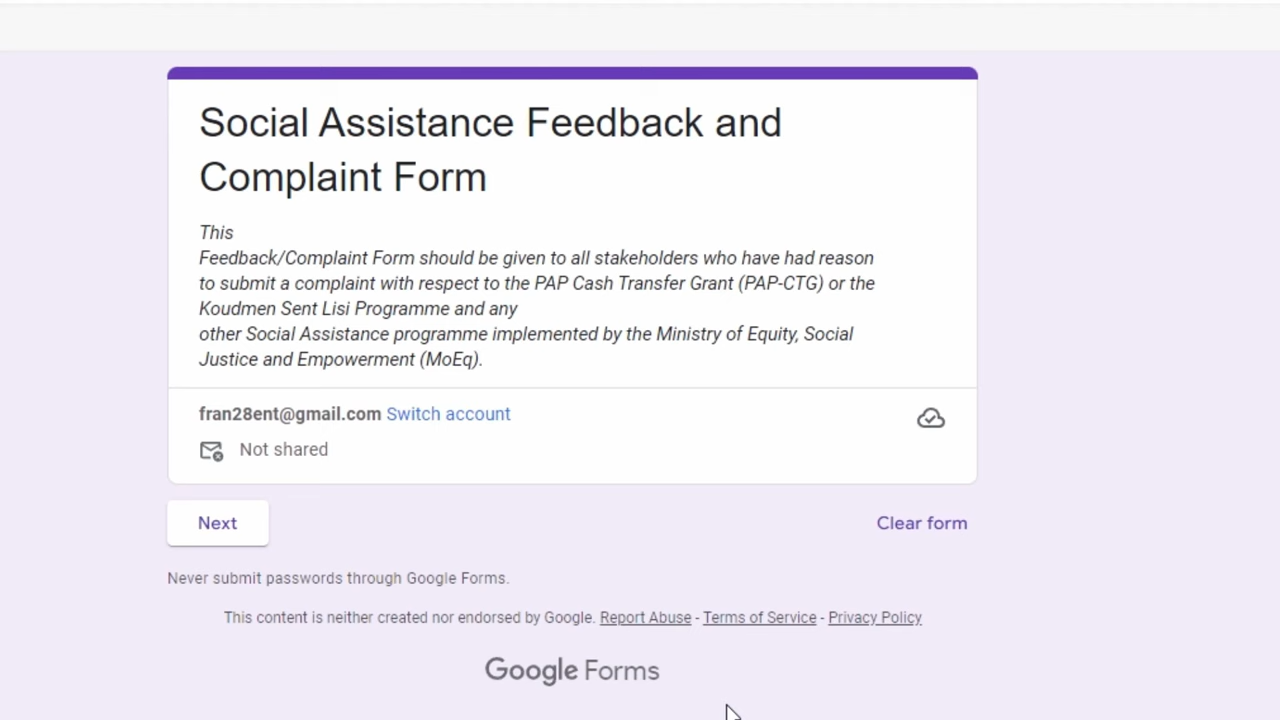 Social Assistance Feedback and
Complaint Form
This
Feedback/Complaint Form should be given to all stakeholders who have had reason
to submit a complaint with respect to the PAP Cash Transfer Grant (PAP-CTG) or the
Koudmen Sent Lisi Programme and any
other Social Assistance programme implemented by the Ministry of Equity, Social
Justice and Empowerment (MoEq).
fran28ent@gmail.com Switch account
Not shared
Next Clear form
Never submit passwords through Google Forms.
This content is neither created nor endorsed by Google. Report Abuse - Terms of Service - Privacy Policy
Google Forms